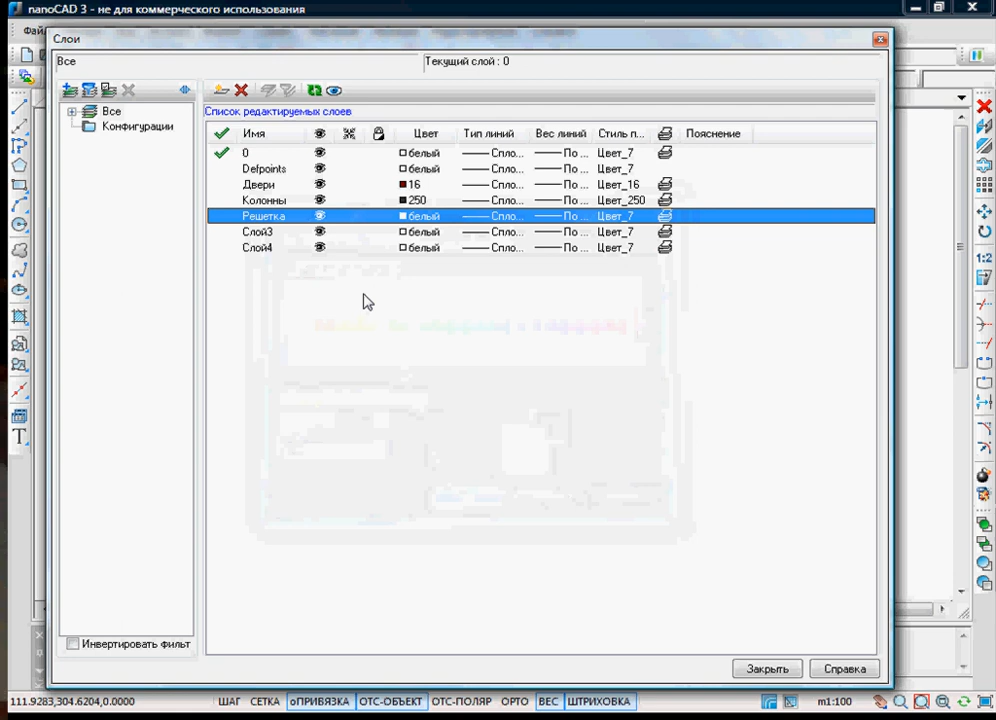 nanoCAD 3 - не для коммерческого использования
Слои
Все
Текущий слой : 0
Все
Конфигурации
Список редактируемых слоев
Имя Цвет Тип линий Вес линий Стиль п... Пояснение
0 белый Спло... По ... Цвет_7
Defpoints белый Спло... По ... Цвет_7
Двери 16 Спло... По ... Цвет_16
Колонны 250 Спло... По ... Цвет_250
Решетка белый Спло... По ... Цвет_7
Слой3 белый Спло... По ... Цвет_7
Слой4 белый Спло... По ... Цвет_7
1:2
T
Инвертировать фильт
Закрыть Справка
111.9283,304.6204,0.0000 ШАГ СЕТКА оПРИВЯЗКА ОТС-ОБЪЕКТ ОТС-ПОЛЯР ОРТО ВЕС ШТРИХОВКА m1:100